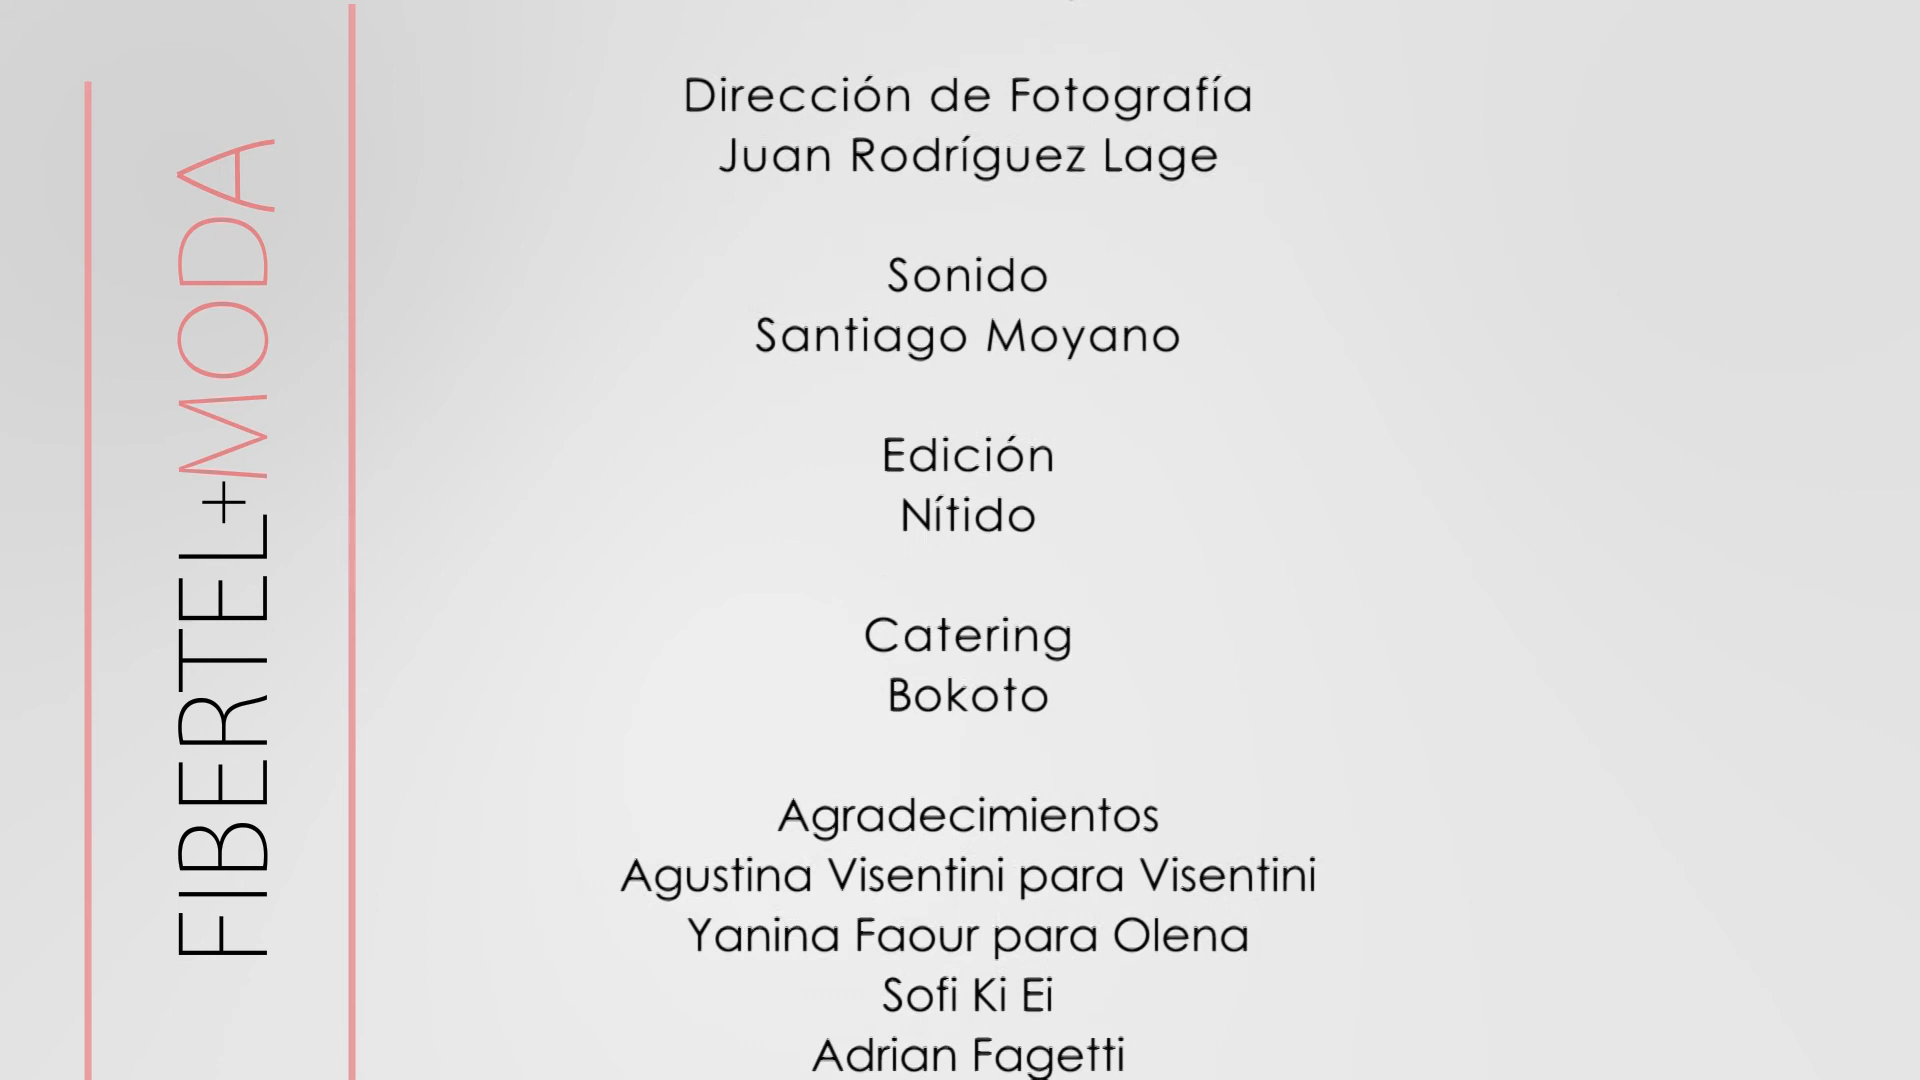 FIBERTEL+MODA
Dirección de Fotografía
Juan Rodríguez Lage
Sonido
Santiago Moyano
Edición
Nítido
Catering
Bokoto
Agradecimientos
Agustina Visentini para Visentini
Yanina Faour para Olena
Sofi Ki Ei
Adrian Fagetti